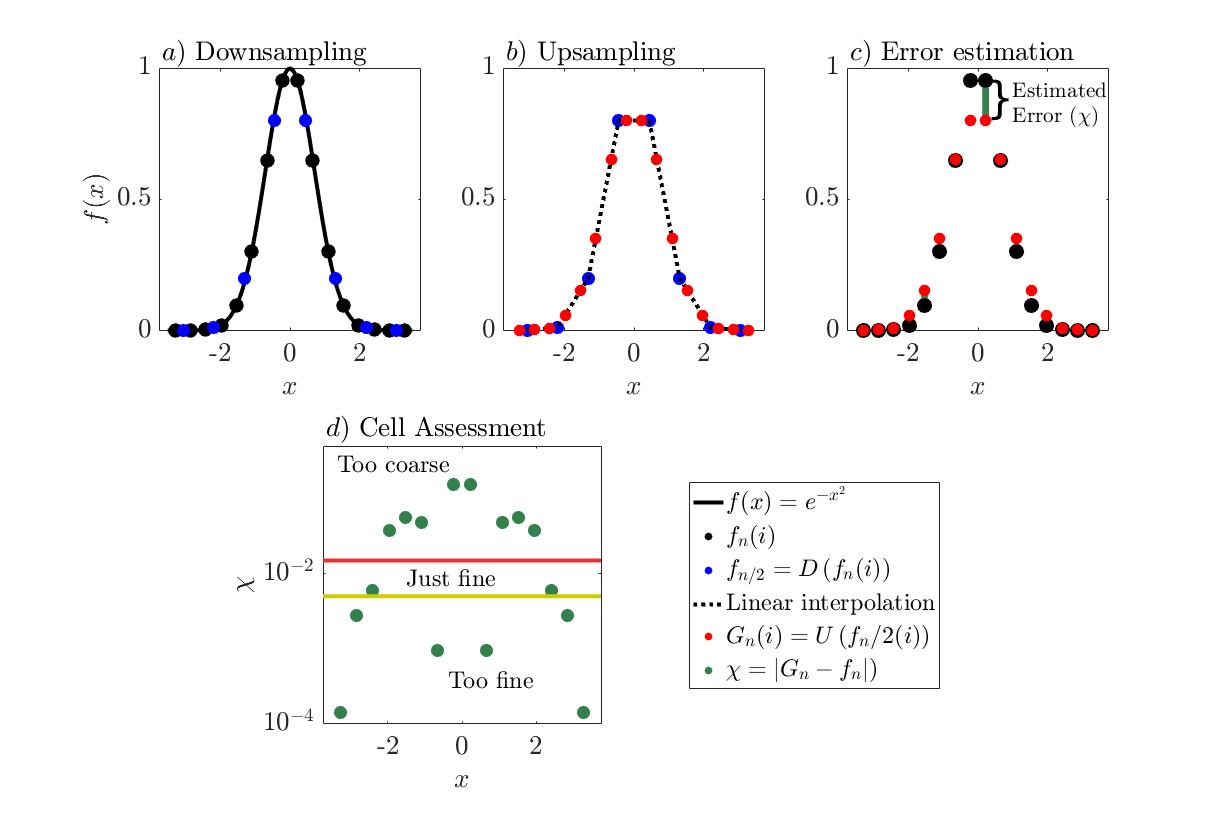 a) Downsampling
1
0.5
0
f(x)
-2 0 2
x
b) Upsampling
1
0.5
0
-2 0 2
x
c) Error estimation
1
0.5
0
Estimated
Error (χ)
-2 0 2
x
d) Cell Assessment
Too coarse
10⁻²
Just fine
χ
Too fine
10⁻⁴
-2 0 2
x
f(x) = e^{-x^2}
f_n(i)
f_{n/2} = D (f_n(i))
Linear interpolation
G_n(i) = U (f_n/2(i))
χ = |G_n − f_n|)